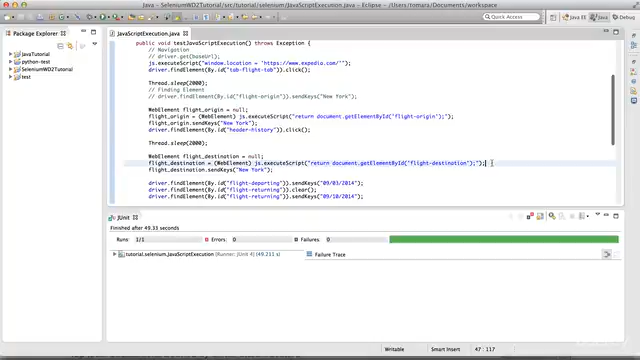 SeleniumWD2Tutorial/src/tutorial/selenium/JavaScriptExecution.java - Eclipse - /Users/tomara/Documents/workspace
Quick Access
Java EE
Java
Debug
Package Explorer
JavaScriptExecution.java
JavaTutorial
python-test
SeleniumWD2Tutorial
test
public void testJavaScriptExecution() throws Exception {
// Navigation
// driver.get(baseUrl);
js.executeScript("window.location = 'https://www.expedia.com/'");
driver.findElement(By.id("tab-flight-tab")).click();
Thread.sleep(2000);
// Finding Element
// driver.findElement(By.id("flight-origin")).sendKeys("New York");
WebElement flight_origin = null;
flight_origin = (WebElement) js.executeScript("return document.getElementById('flight-origin');");
flight_origin.sendKeys("New York");
driver.findElement(By.id("header-history")).click();
Thread.sleep(2000);
WebElement flight_destination = null;
flight_destination = (WebElement) js.executeScript("return document.getElementById('flight-destination');");
flight_destination.sendKeys("New York");
driver.findElement(By.id("flight-departing")).sendKeys("09/03/2014");
driver.findElement(By.id("flight-returning")).clear();
driver.findElement(By.id("flight-returning")).sendKeys("09/10/2014");
JUnit
Finished after 49.33 seconds
Runs: 1/1
Errors: 0
Failures: 0
tutorial.selenium.JavaScriptExecution [Runner: JUnit 4] (49.211 s)
Failure Trace
Writable
Smart Insert
47 : 117